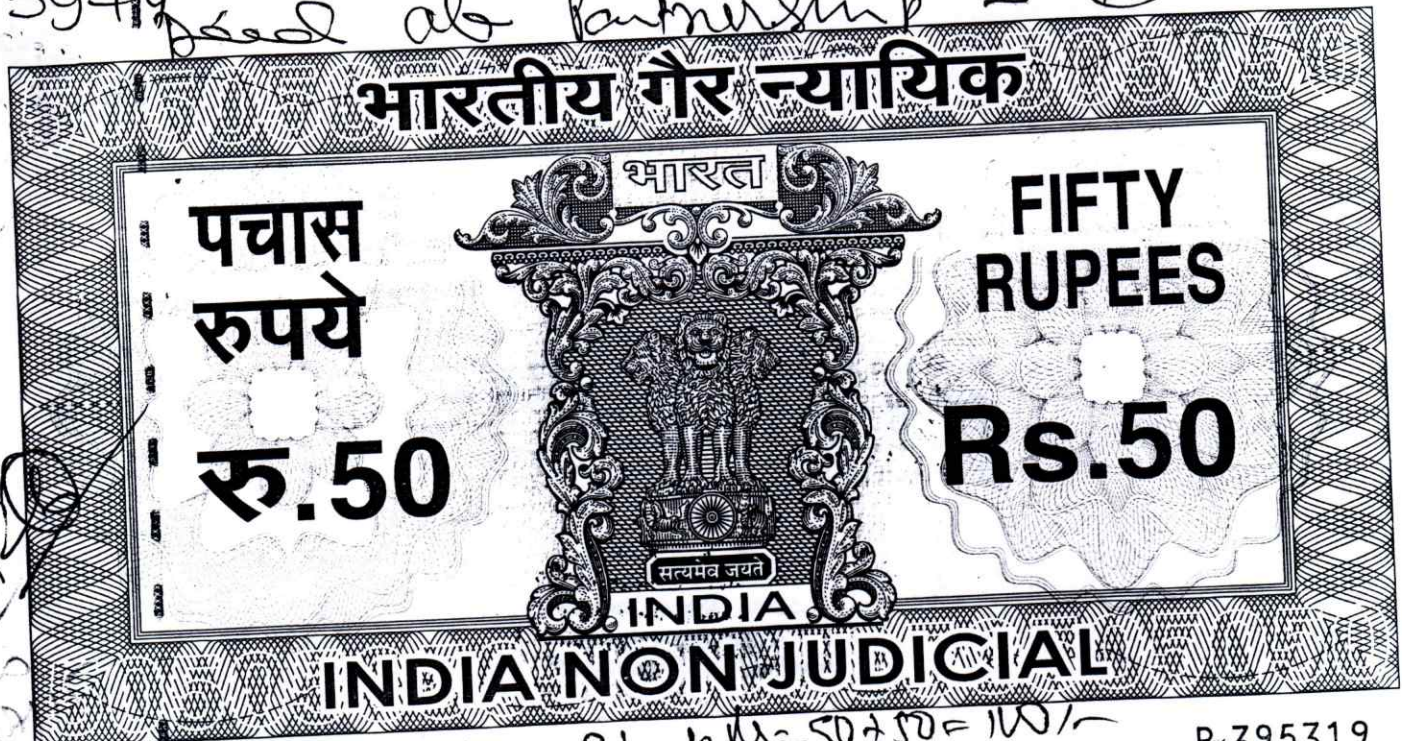 5949
Deed of Partnership
भारतीय गैर न्यायिक
भारत
पचास
रुपये
रु.50
FIFTY
RUPEES
Rs.50
सत्यमेव जयते
INDIA
INDIA NON JUDICIAL
50+50=100/-
395319